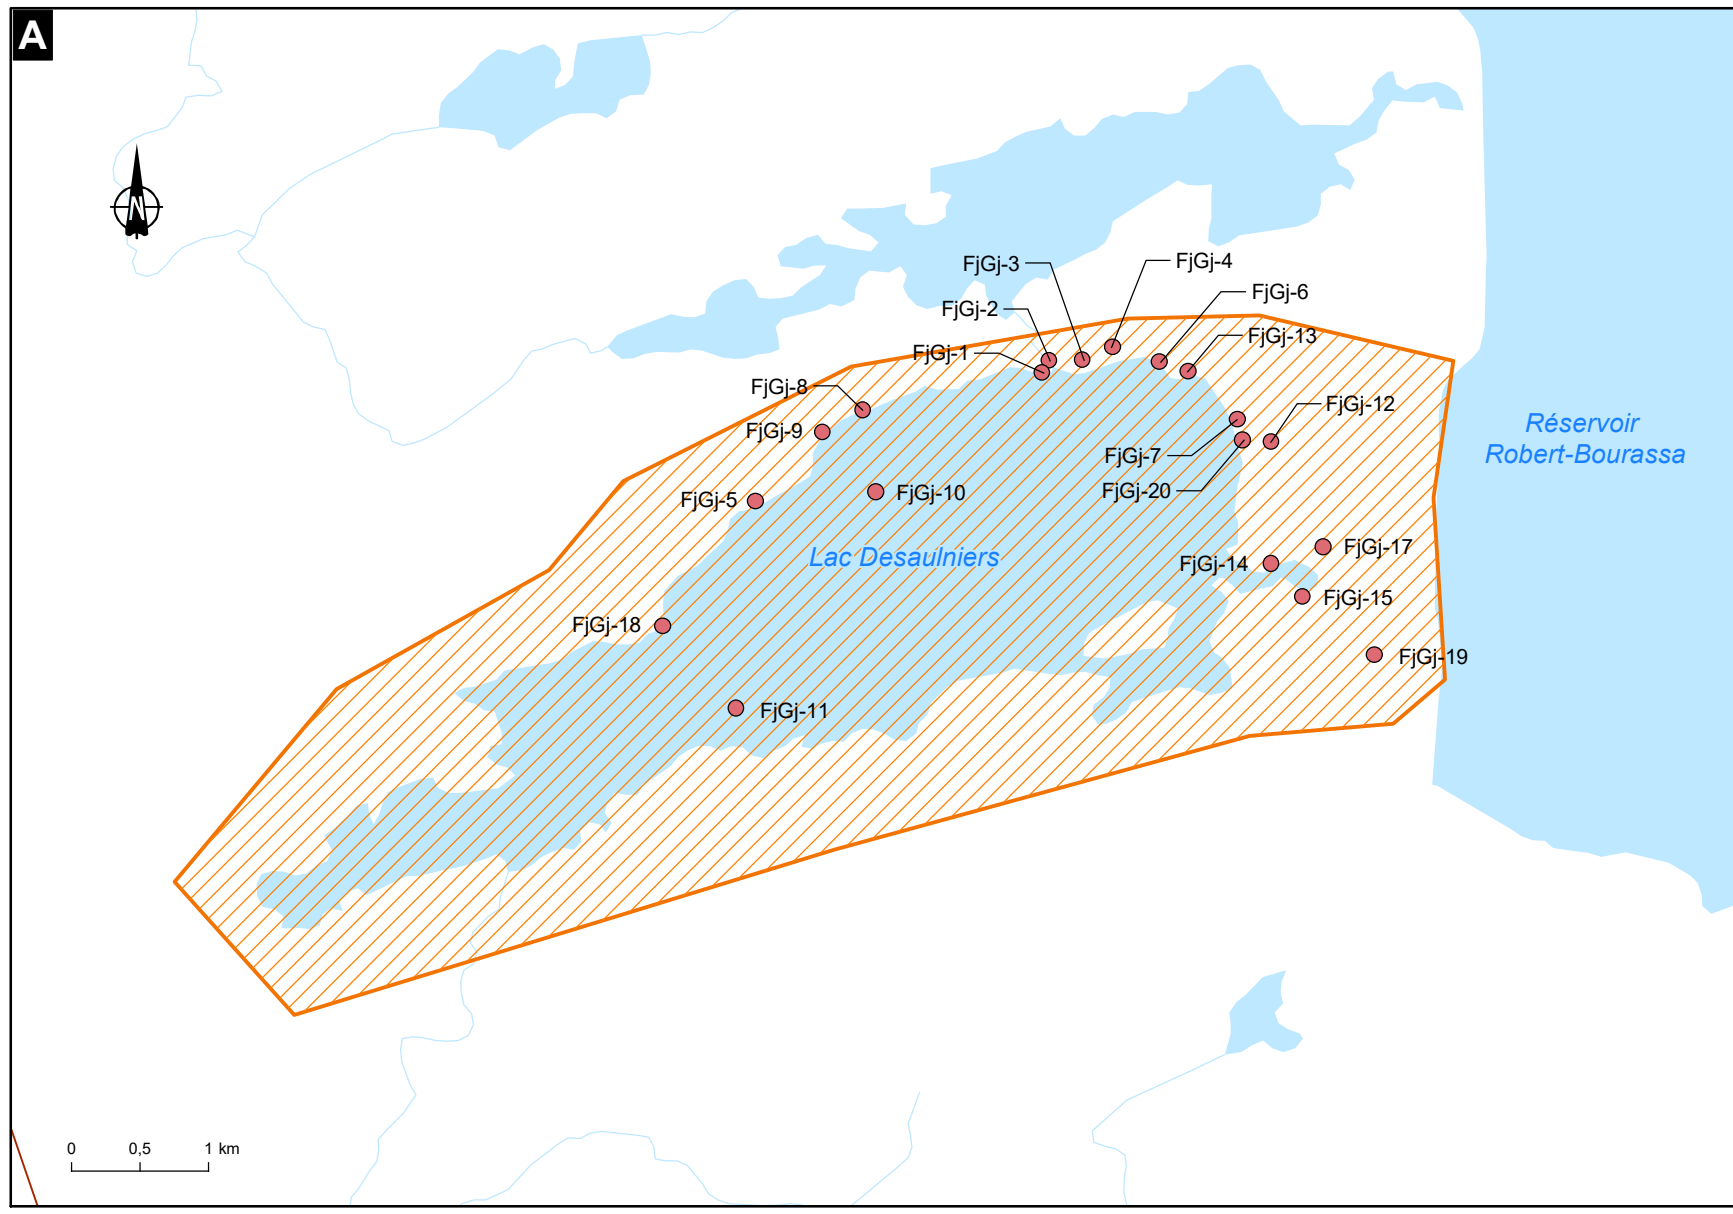 A
N
FjGj-3
FjGj-4
FjGj-6
FjGj-2
FjGj-13
FjGj-1
FjGj-8
FjGj-12
FjGj-9
Réservoir
Robert-Bourassa
FjGj-7
FjGj-20
FjGj-10
FjGj-5
Lac Desaulniers
FjGj-17
FjGj-14
FjGj-15
FjGj-18
FjGj-19
FjGj-11
0 0,5 1 km